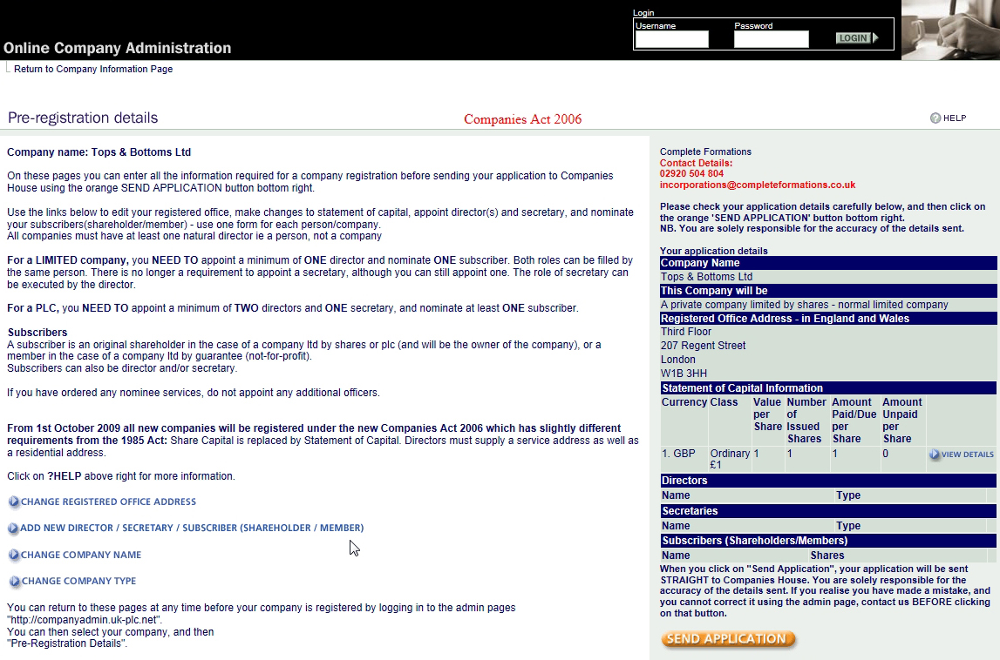 Login
Username
Password
LOGIN
Online Company Administration
Return to Company Information Page
Pre-registration details
Companies Act 2006
HELP
Company name: Tops & Bottoms Ltd
On these pages you can enter all the information required for a company registration before sending your application to Companies
House using the orange SEND APPLICATION button bottom right.
Use the links below to edit your registered office, make changes to statement of capital, appoint director(s) and secretary, and nominate
your subscribers(shareholder/member) - use one form for each person/company.
All companies must have at least one natural director ie a person, not a company
For a LIMITED company, you NEED TO appoint a minimum of ONE director and nominate ONE subscriber. Both roles can be filled by
the same person. There is no longer a requirement to appoint a secretary, although you can still appoint one. The role of secretary can
be executed by the director.
For a PLC, you NEED TO appoint a minimum of TWO directors and ONE secretary, and nominate at least ONE subscriber.
Subscribers
A subscriber is an original shareholder in the case of a company ltd by shares or plc (and will be the owner of the company), or a
member in the case of a company ltd by guarantee (not-for-profit).
Subscribers can also be director and/or secretary.
If you have ordered any nominee services, do not appoint any additional officers.
From 1st October 2009 all new companies will be registered under the new Companies Act 2006 which has slightly different
requirements from the 1985 Act: Share Capital is replaced by Statement of Capital. Directors must supply a service address as well as
a residential address.
Click on ?HELP above right for more information.
CHANGE REGISTERED OFFICE ADDRESS
ADD NEW DIRECTOR / SECRETARY / SUBSCRIBER (SHAREHOLDER / MEMBER)
CHANGE COMPANY NAME
CHANGE COMPANY TYPE
You can return to these pages at any time before your company is registered by logging in to the admin pages
"http://companyadmin.uk-plc.net".
You can then select your company, and then
"Pre-Registration Details".
Complete Formations
Contact Details:
02920 504 804
incorporations@completeformations.co.uk
Please check your application details carefully below, and then click on
the orange 'SEND APPLICATION' button bottom right.
NB. You are solely responsible for the accuracy of the details sent.
Your application details
Company Name
Tops & Bottoms Ltd
This Company will be
A private company limited by shares - normal limited company
Registered Office Address - in England and Wales
Third Floor
207 Regent Street
London
W1B 3HH
Statement of Capital Information
Currency Class Value Number Amount Amount
per of Paid/Due Unpaid
Share Issued per per
Shares Share Share
1. GBP Ordinary 1 1 1 0 VIEW DETAILS
£1
Directors
Name Type
Secretaries
Name Type
Subscribers (Shareholders/Members)
Name Shares
When you click on "Send Application", your application will be sent
STRAIGHT to Companies House. You are solely responsible for the
accuracy of the details sent. If you realise you have made a mistake, and
you cannot correct it using the admin page, contact us BEFORE clicking
on that button.
SEND APPLICATION